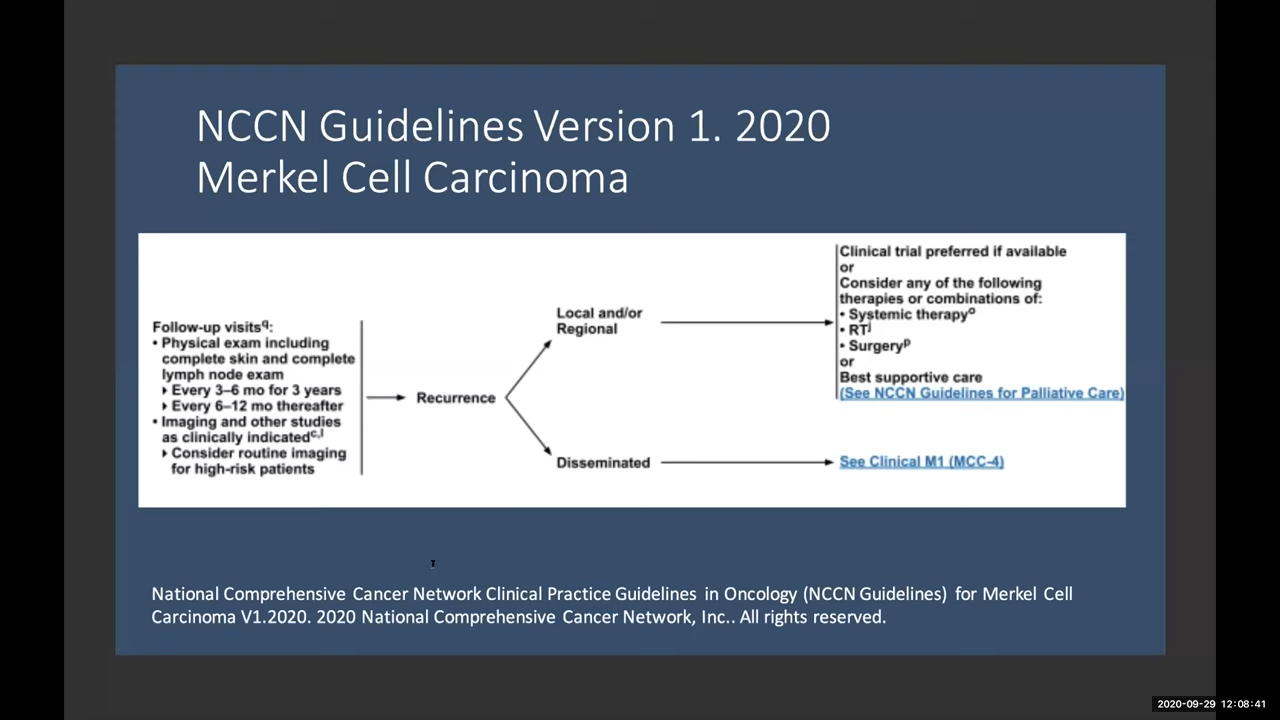 NCCN Guidelines Version 1. 2020
Merkel Cell Carcinoma
Follow-up visitsq:
• Physical exam including
complete skin and complete
lymph node exam
Every 3–6 mo for 3 years
Every 6–12 mo thereafter
• Imaging and other studies
as clinically indicatedc,l
Consider routine imaging
for high-risk patients
Recurrence
Local and/or
Regional
Clinical trial preferred if available
or
Consider any of the following
therapies or combinations of:
• Systemic therapyo
• RTj
• Surgeryp
or
Best supportive care
(See NCCN Guidelines for Palliative Care)
Disseminated
See Clinical M1 (MCC-4)
National Comprehensive Cancer Network Clinical Practice Guidelines in Oncology (NCCN Guidelines) for Merkel Cell
Carcinoma V1.2020. 2020 National Comprehensive Cancer Network, Inc.. All rights reserved.
2020-09-29 12:08:41